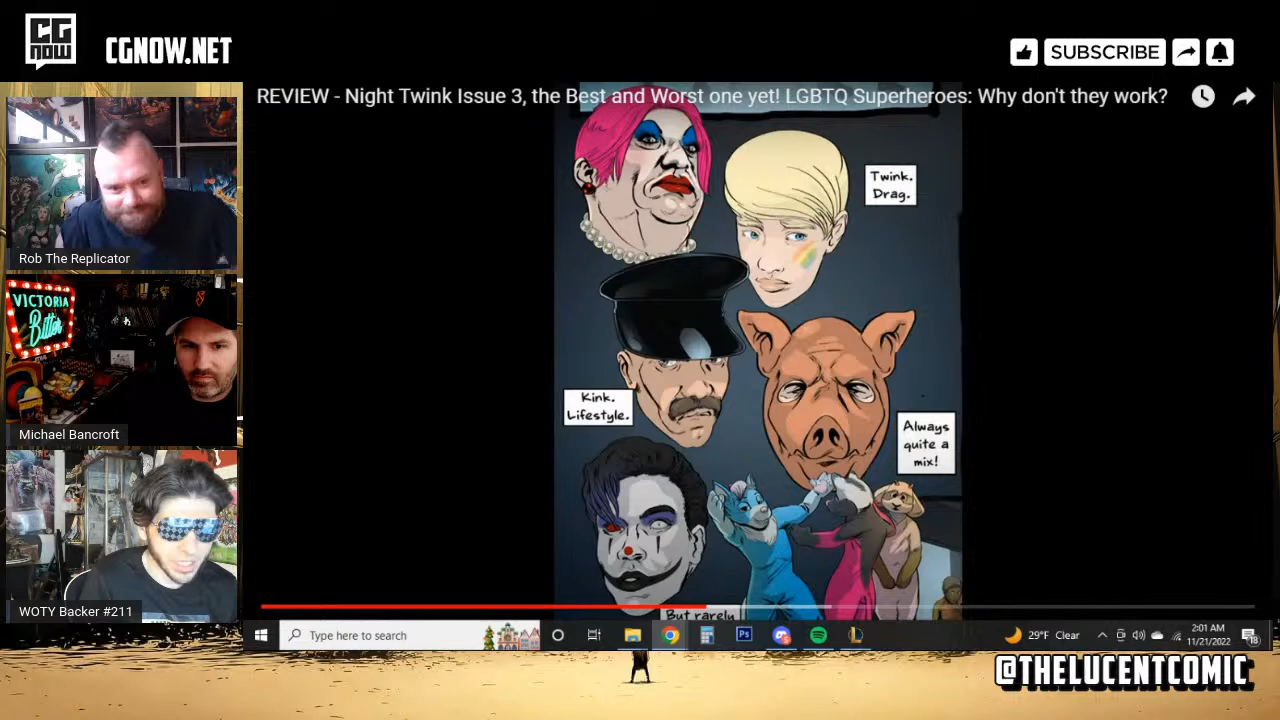 CG
NOW
CGNOW.NET
SUBSCRIBE
REVIEW - Night Twink Issue 3, the Best and Worst one yet! LGBTQ Superheroes: Why don't they work?
Rob The Replicator
VICTORIA
Bitter
Michael Bancroft
WOTY Backer #211
Twink.
Drag.
Kink.
Lifestyle.
Always
quite a
mix!
But rarely
Type here to search
Ps
29°F Clear
2:01 AM
11/21/2022
18
@THELUCENTCOMIC